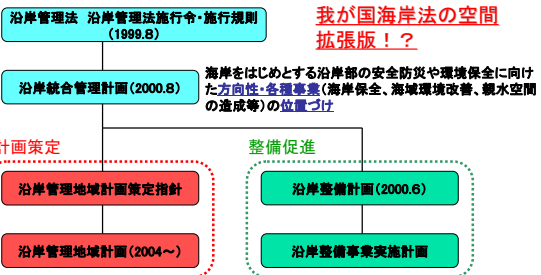 沿岸管理法　沿岸管理法施行令・施行規則
（1999.8）
我が国海岸法の空間
拡張版！？
沿岸統合管理計画（2000.8）
海岸をはじめとする沿岸部の安全防災や環境保全に向け
た方向性・各種事業（海岸保全、海域環境改善、親水空間
の造成等）の位置づけ
計画策定
整備促進
沿岸管理地域計画策定指針
沿岸整備計画（2000.6）
沿岸管理地域計画（2004～）
沿岸整備事業実施計画